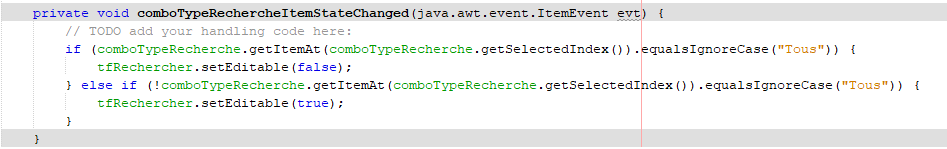 private void comboTypeRechercheItemStateChanged(java.awt.event.ItemEvent evt) {
// TODO add your handling code here:
if (comboTypeRecherche.getItemAt(comboTypeRecherche.getSelectedIndex()).equalsIgnoreCase("Tous")) {
tfRechercher.setEditable(false);
} else if (!comboTypeRecherche.getItemAt(comboTypeRecherche.getSelectedIndex()).equalsIgnoreCase("Tous")) {
tfRechercher.setEditable(true);
}
}